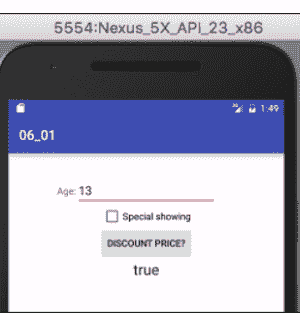 5554:Nexus_5X_API_23_x86
1:49
06_01
Age: 13
Special showing
DISCOUNT PRICE?
true